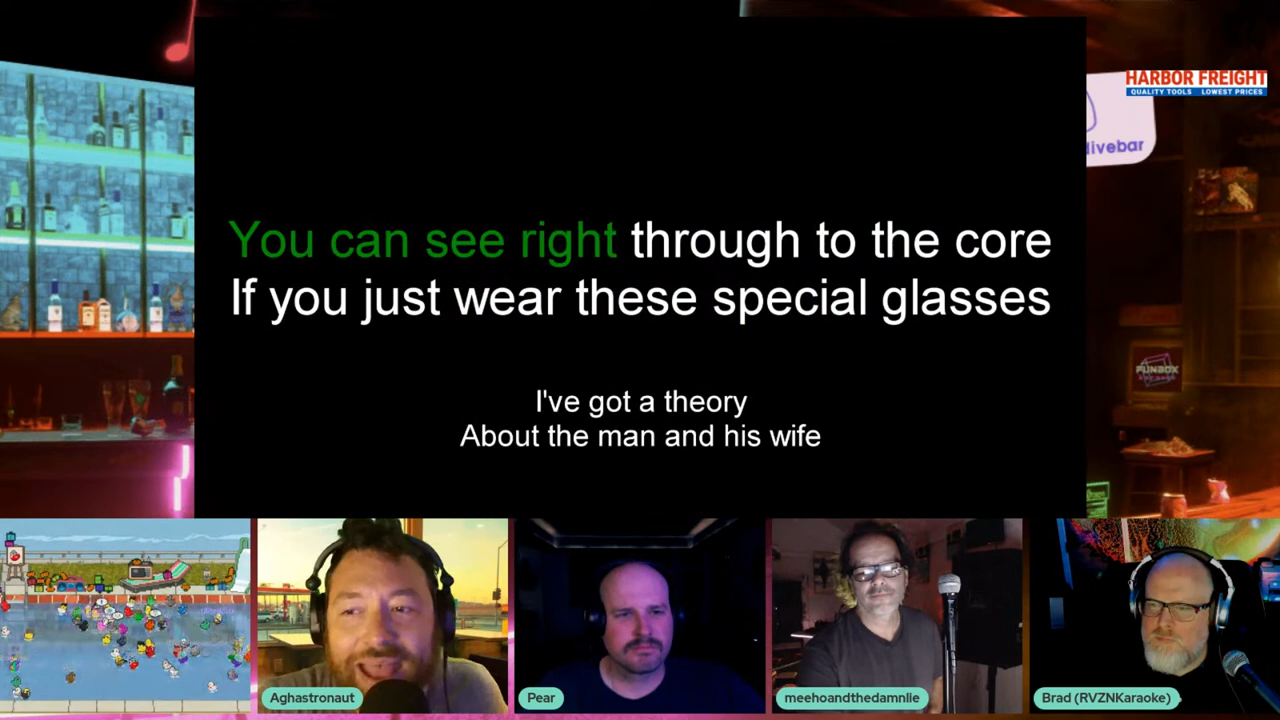 HARBOR FREIGHT
QUALITY TOOLS LOWEST PRICES
livebar
You can see right through to the core
If you just wear these special glasses
FUNBOX
I've got a theory
About the man and his wife
Aghastronaut
Pear
meehoandthedamnlie
Brad (RVZNKaraoke)